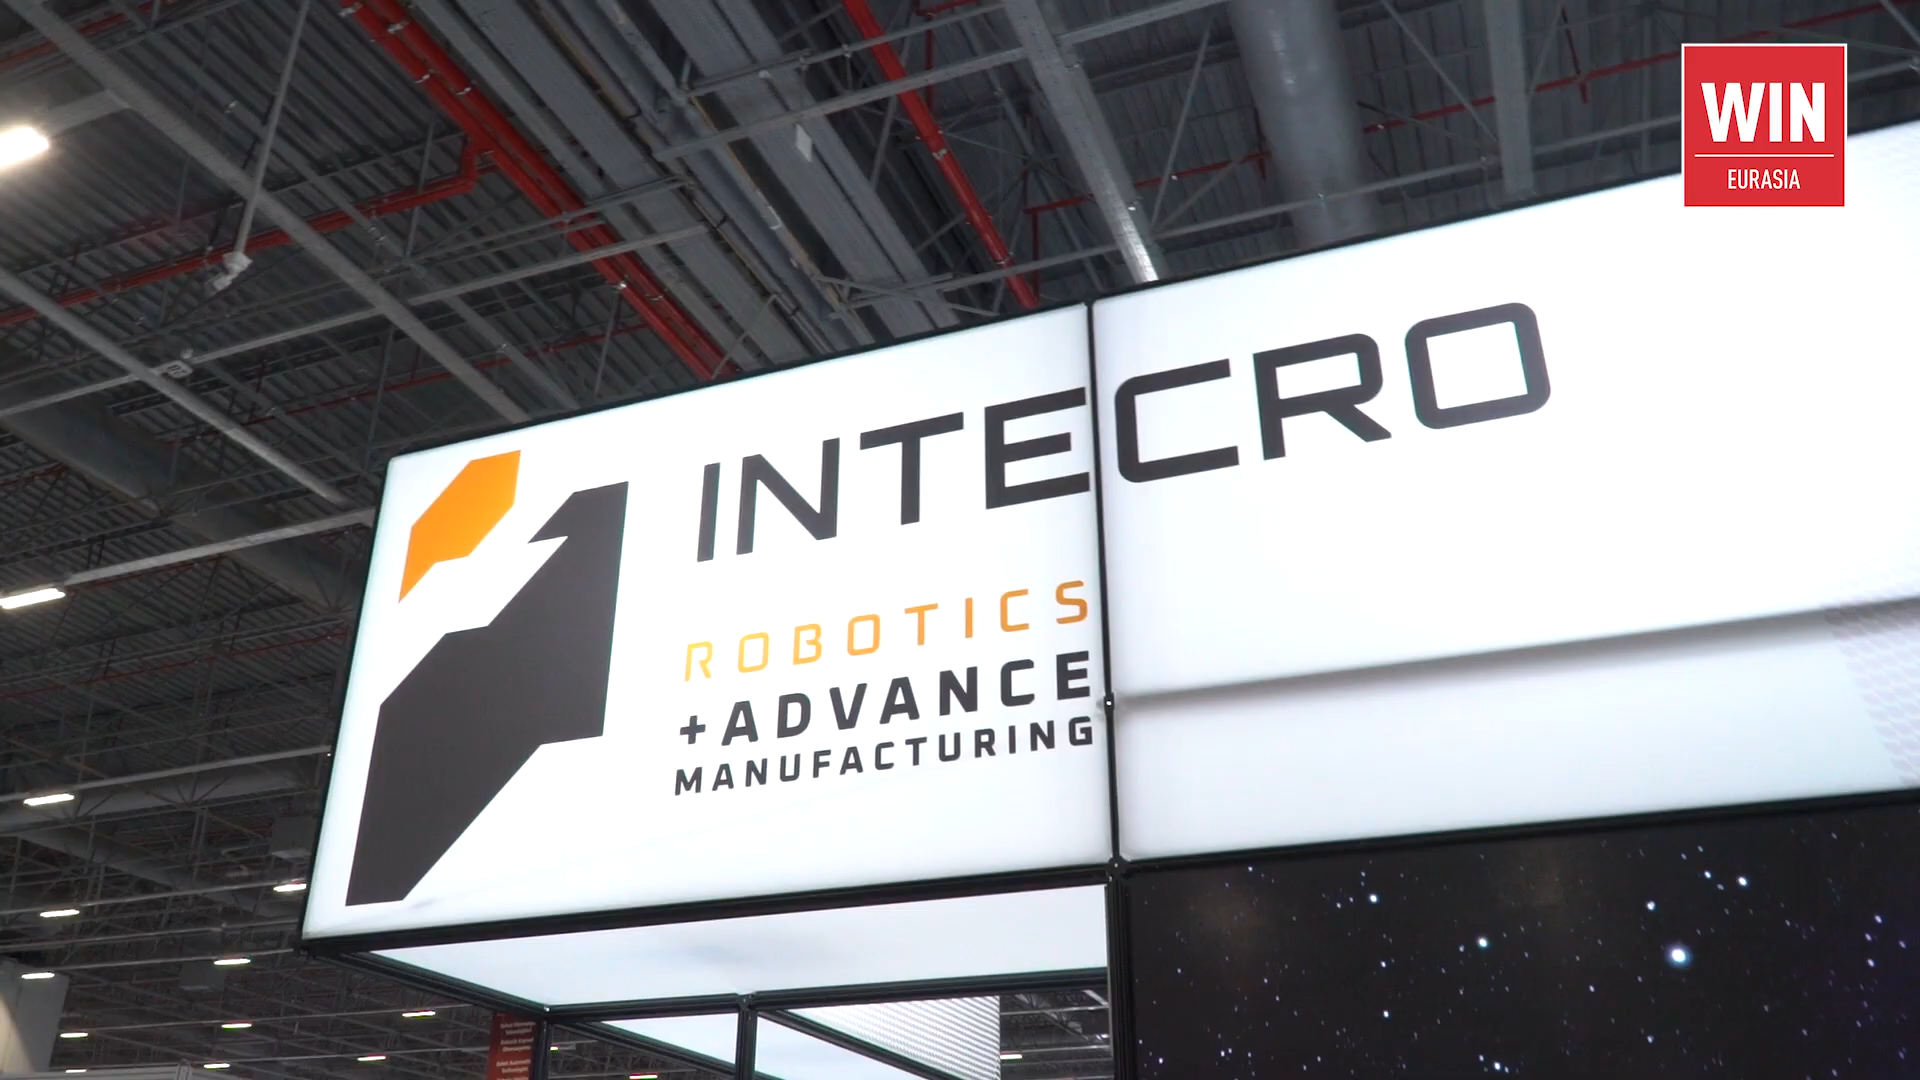 WIN
EURASIA
INTECRO
ROBOTICS
+ADVANCE
MANUFACTURING